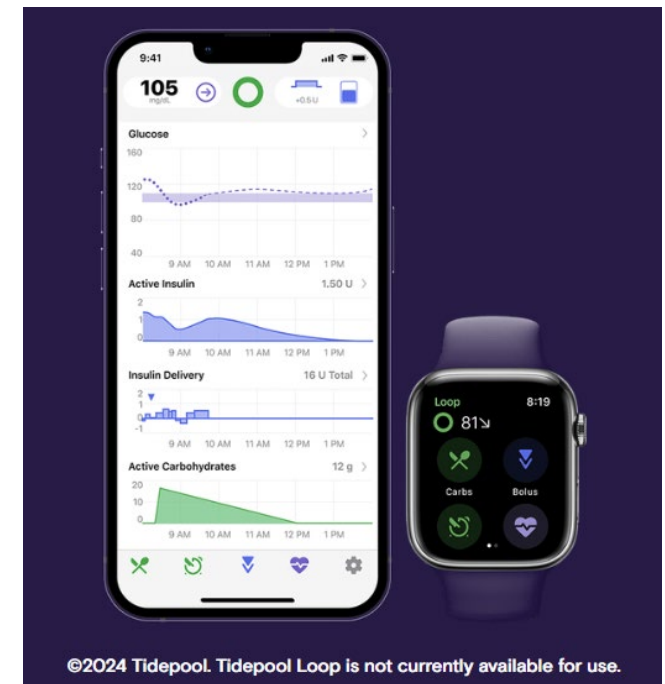 9:41
105
mg/dL
+0.5 U
Glucose
160
120
80
40
9 AM 10 AM 11 AM 12 PM 1 PM
Active Insulin 1.50 U
2
1
0
9 AM 10 AM 11 AM 12 PM 1 PM
Insulin Delivery 16 U Total
2
1
0
-1
9 AM 10 AM 11 AM 12 PM 1 PM
Active Carbohydrates 12 g
20
10
0
9 AM 10 AM 11 AM 12 PM 1 PM
Loop 8:19
81
Carbs Bolus
©2024 Tidepool. Tidepool Loop is not currently available for use.